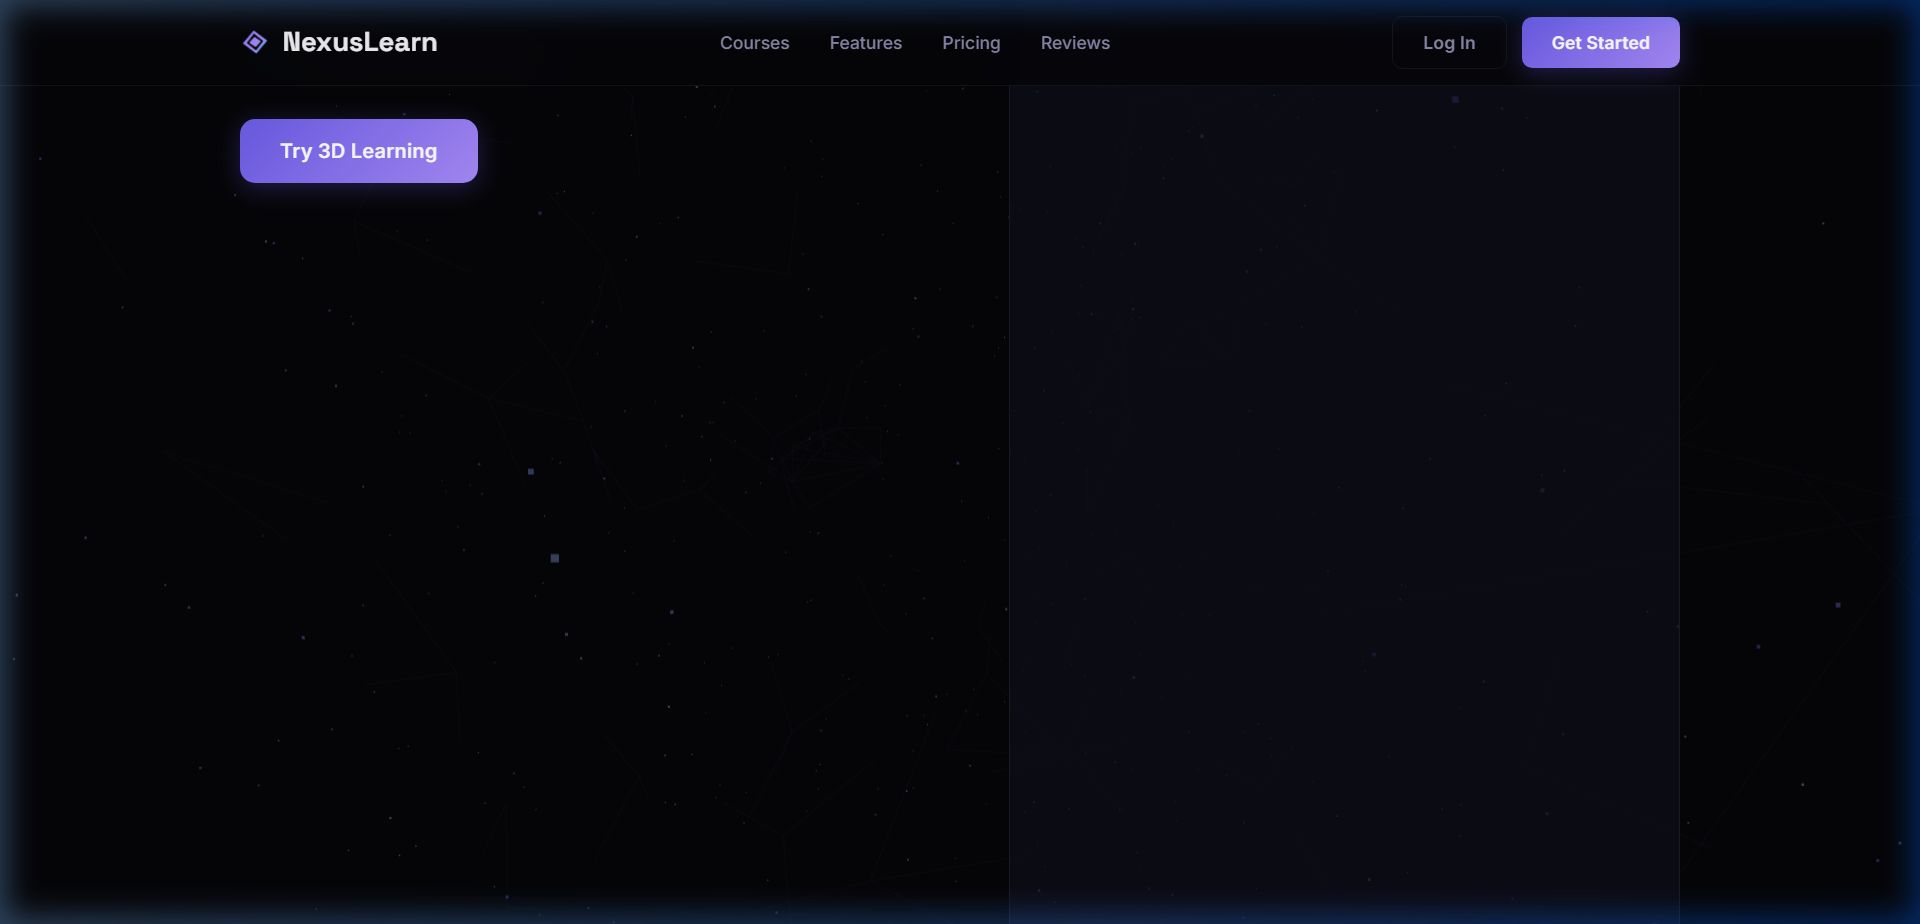 NexusLearn
Courses
Features
Pricing
Reviews
Log In
Get Started
Try 3D Learning